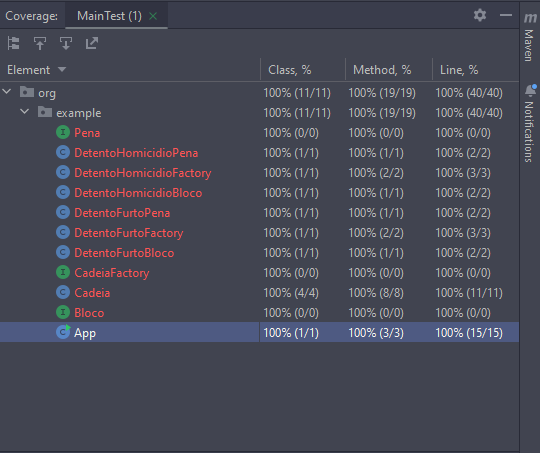 Coverage: MainTest (1)
Element Class, % Method, % Line, %
org 100% (11/11) 100% (19/19) 100% (40/40)
example 100% (11/11) 100% (19/19) 100% (40/40)
I Pena 100% (0/0) 100% (0/0) 100% (0/0)
C DetentoHomicidioPena 100% (1/1) 100% (1/1) 100% (2/2)
C DetentoHomicidioFactory 100% (1/1) 100% (2/2) 100% (3/3)
C DetentoHomicidioBloco 100% (1/1) 100% (1/1) 100% (2/2)
C DetentoFurtoPena 100% (1/1) 100% (1/1) 100% (2/2)
C DetentoFurtoFactory 100% (1/1) 100% (2/2) 100% (3/3)
C DetentoFurtoBloco 100% (1/1) 100% (1/1) 100% (2/2)
I CadeiaFactory 100% (0/0) 100% (0/0) 100% (0/0)
C Cadeia 100% (4/4) 100% (8/8) 100% (11/11)
I Bloco 100% (0/0) 100% (0/0) 100% (0/0)
C App 100% (1/1) 100% (3/3) 100% (15/15)
m
Maven
Notifications